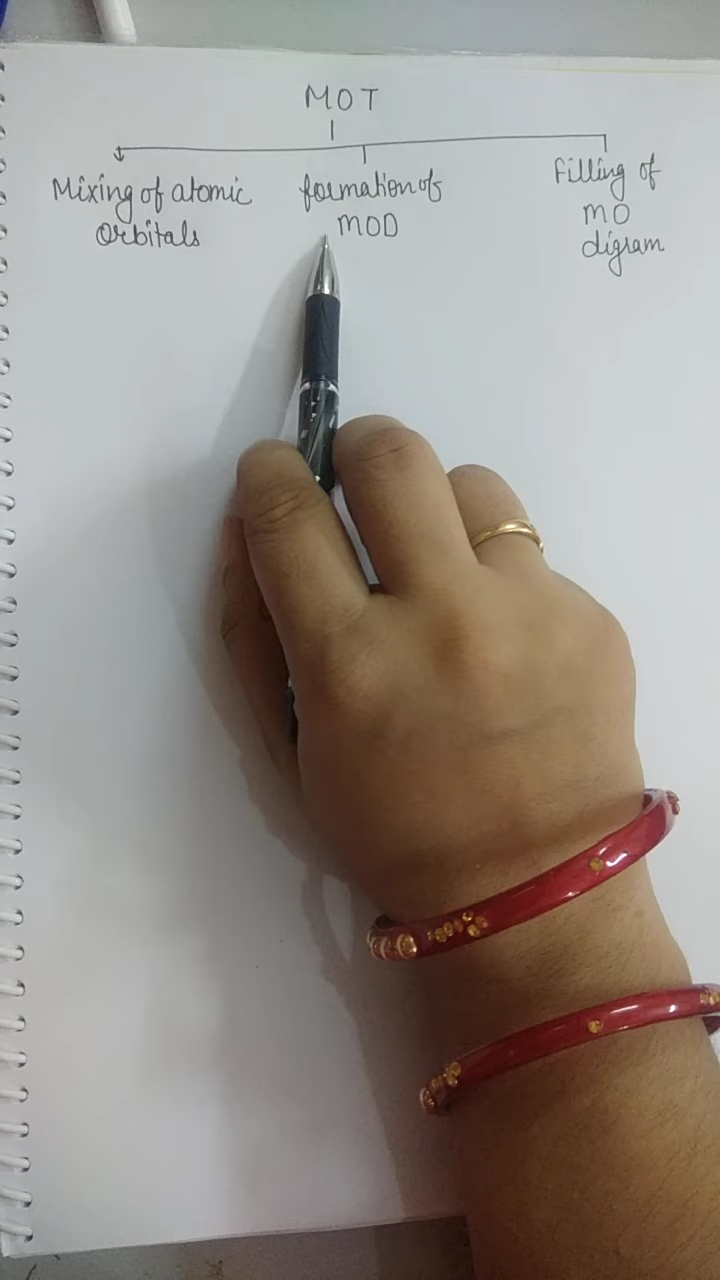 MOT
Mixing of atomic
orbitals
formation of
MOD
Filling of
MO
digram